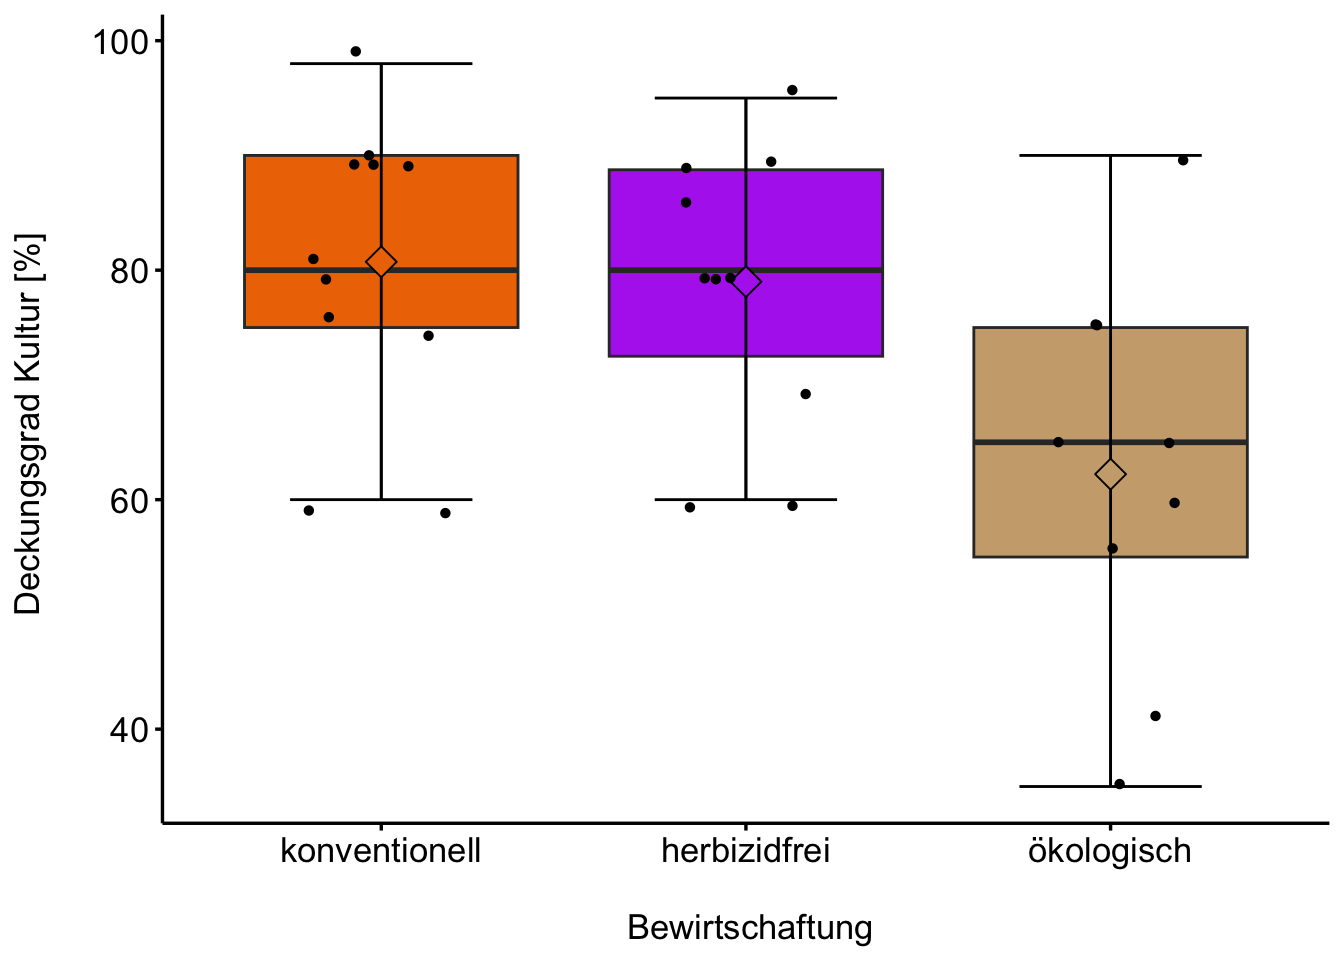 Deckungsgrad Kultur [%]
100
80
60
40
konventionell
herbizidfrei
ökologisch
Bewirtschaftung